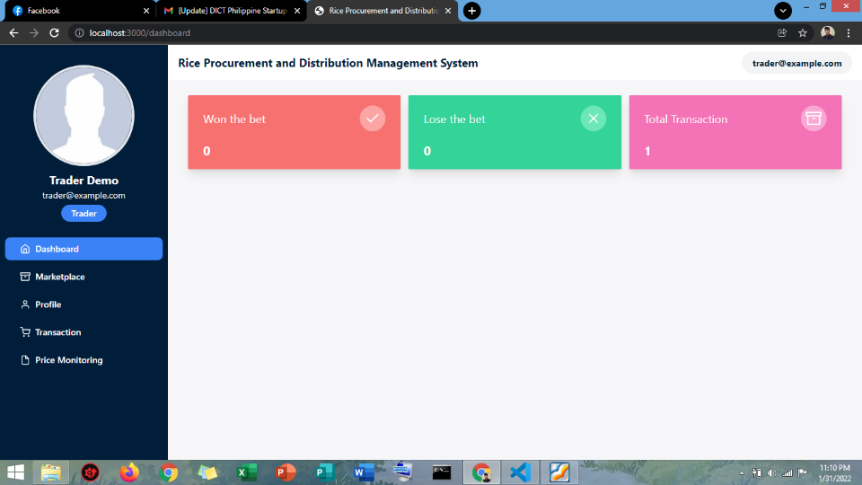 Facebook
[Update] DICT Philippine Startup
Rice Procurement and Distributio
localhost:3000/dashboard
Rice Procurement and Distribution Management System
trader@example.com
Trader Demo
trader@example.com
Trader
Dashboard
Marketplace
Profile
Transaction
Price Monitoring
Won the bet
0
Lose the bet
0
Total Transaction
1
11:10 PM
1/31/2022